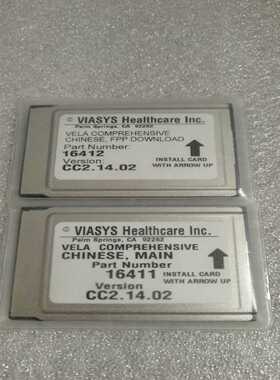 © VIASYS Healthcare Inc.
Palm Springs, CA 92262
VELA COMPREHENSIVE
CHINESE, FPP DOWNLOAD
Part Number:
16412
Version
CC2.14.02
INSTALL CARD
WITH ARROW UP
© VIASYS Healthcare Inc.
Palm Springs, CA 92262
VELA COMPREHENSIVE
CHINESE, MAIN
Part Number
16411
Version
CC2.14.02
INSTALL CARD
WITH ARROW UP